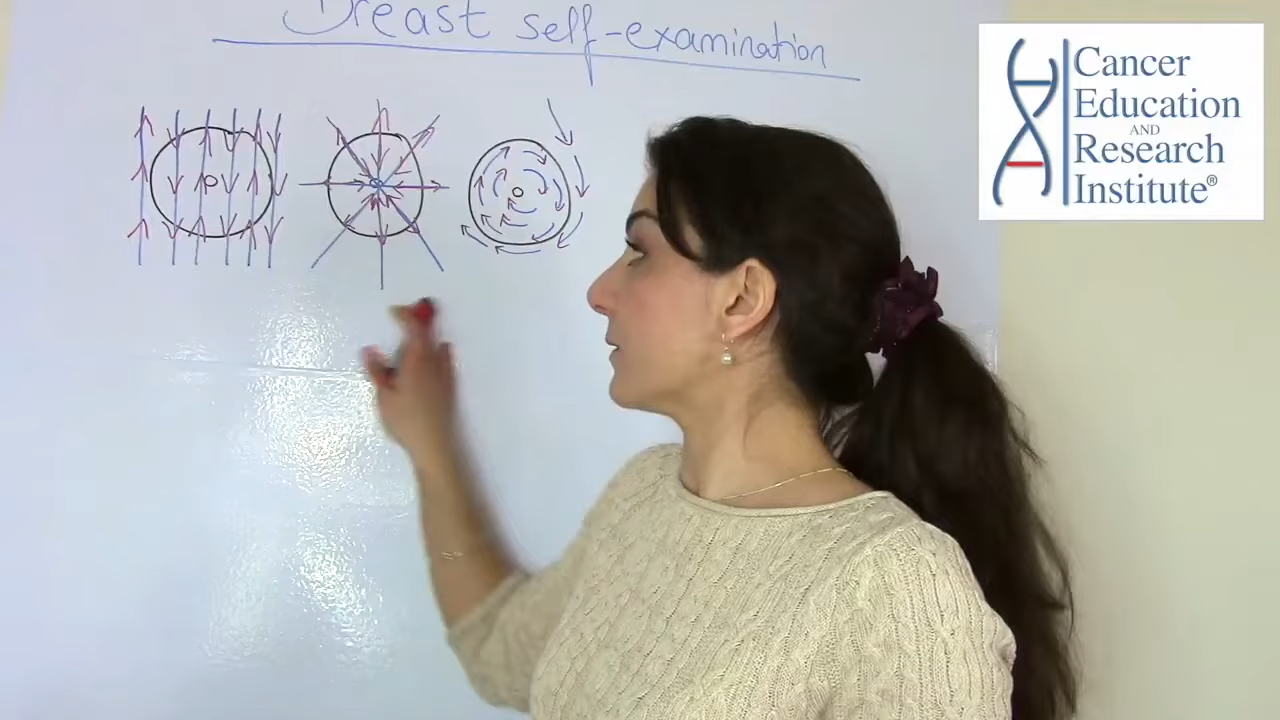 Breast self-examination
Cancer
Education
AND
Research
Institute®